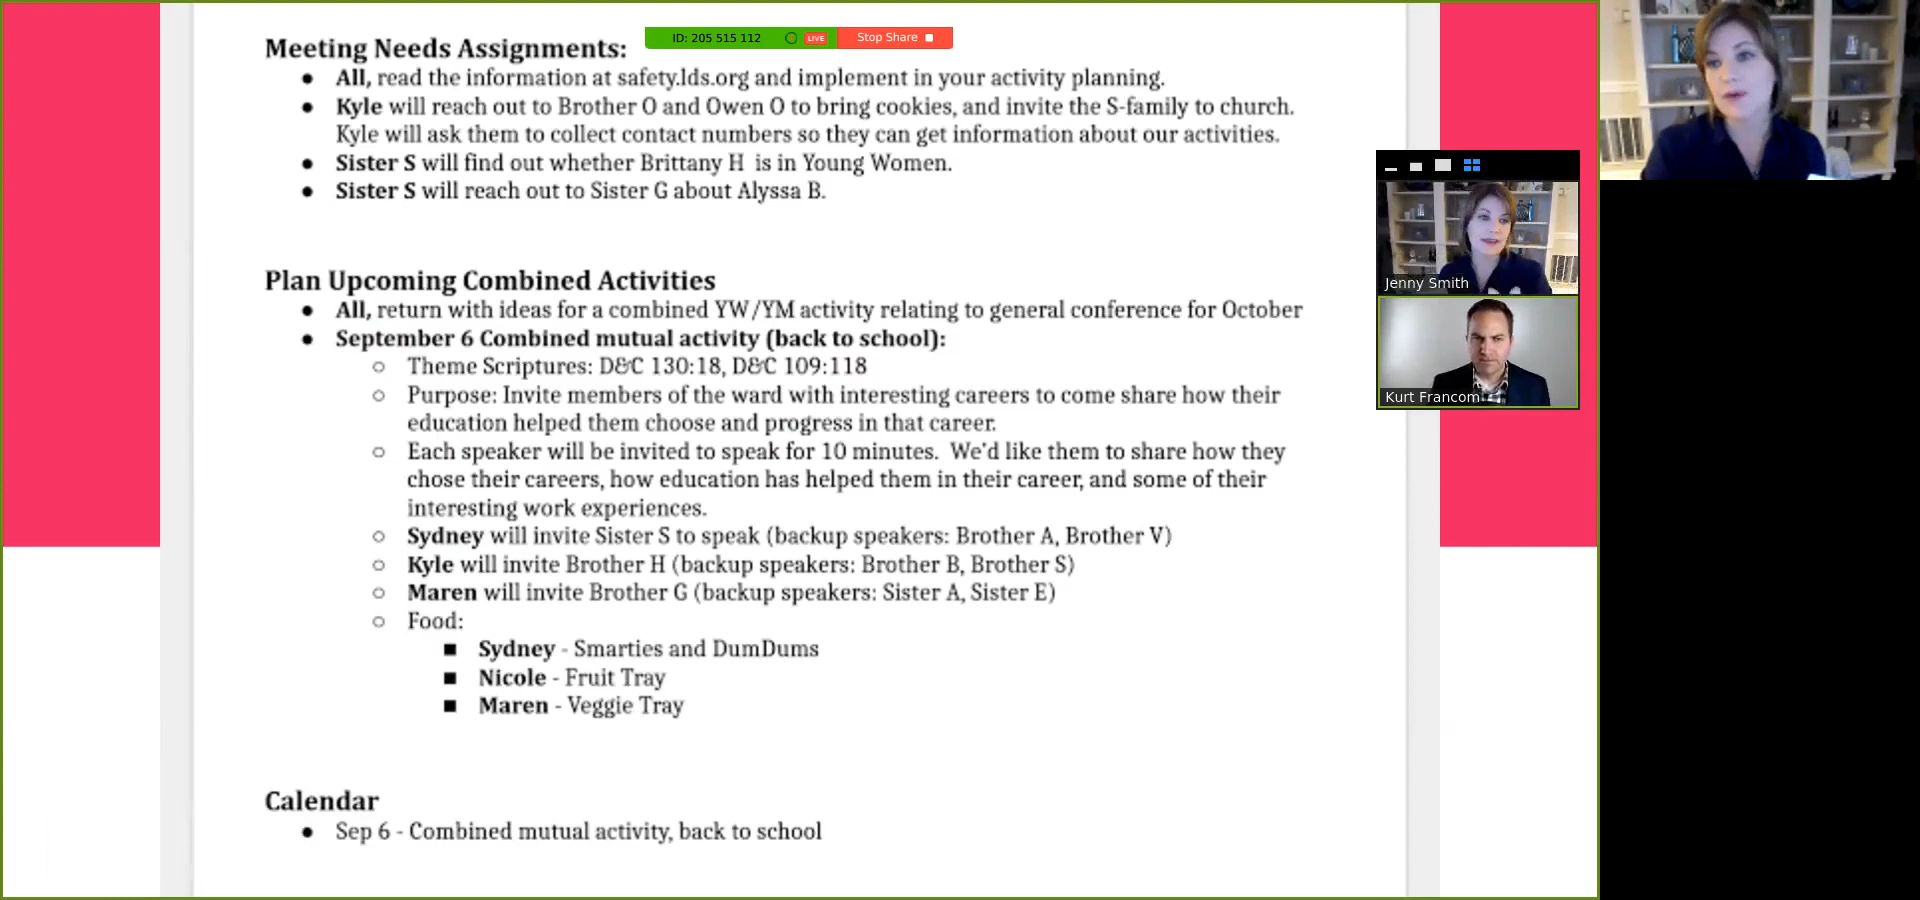 ID: 205 515 112 LIVE Stop Share
Meeting Needs Assignments:
● All, read the information at safety.lds.org and implement in your activity planning.
● Kyle will reach out to Brother O and Owen O to bring cookies, and invite the S-family to church.
Kyle will ask them to collect contact numbers so they can get information about our activities.
● Sister S will find out whether Brittany H is in Young Women.
● Sister S will reach out to Sister G about Alyssa B.
Plan Upcoming Combined Activities
● All, return with ideas for a combined YW/YM activity relating to general conference for October
● September 6 Combined mutual activity (back to school):
○ Theme Scriptures: D&C 130:18, D&C 109:118
○ Purpose: Invite members of the ward with interesting careers to come share how their
education helped them choose and progress in that career.
○ Each speaker will be invited to speak for 10 minutes. We'd like them to share how they
chose their careers, how education has helped them in their career, and some of their
interesting work experiences.
○ Sydney will invite Sister S to speak (backup speakers: Brother A, Brother V)
○ Kyle will invite Brother H (backup speakers: Brother B, Brother S)
○ Maren will invite Brother G (backup speakers: Sister A, Sister E)
○ Food:
■ Sydney - Smarties and DumDums
■ Nicole - Fruit Tray
■ Maren - Veggie Tray
Calendar
● Sep 6 - Combined mutual activity, back to school
Jenny Smith
Kurt Francom